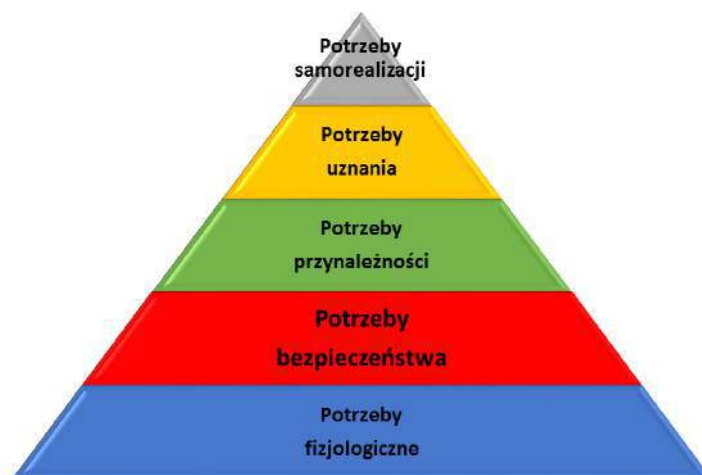 Potrzeby
samorealizacji
Potrzeby
uznania
Potrzeby
przynależności
Potrzeby
bezpieczeństwa
Potrzeby
fizjologiczne